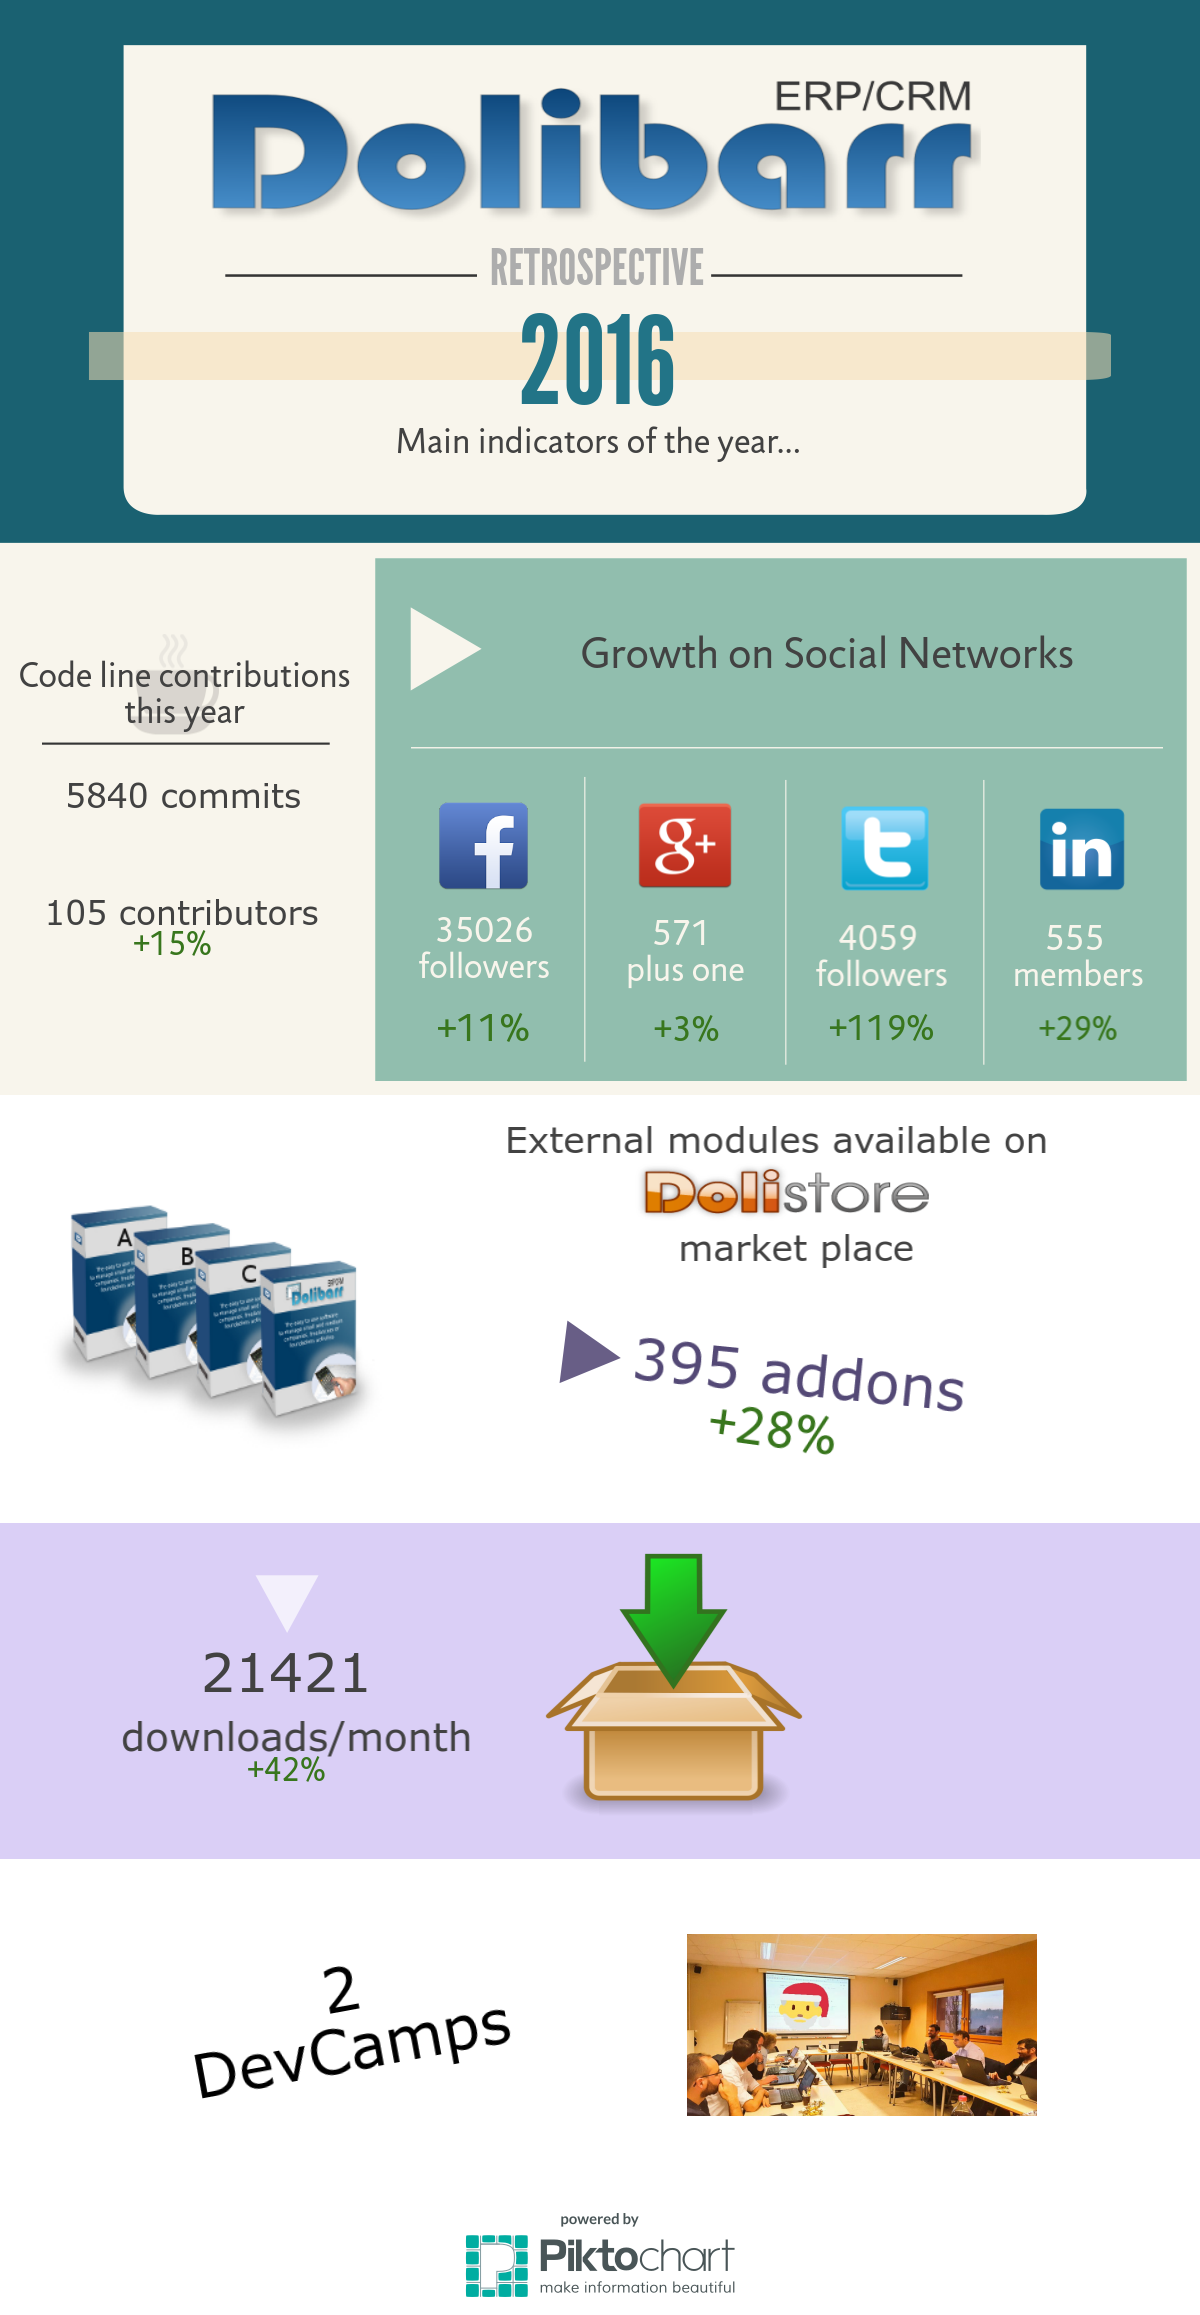 Dolibarr
ERP/CRM
RETROSPECTIVE
2016
Main indicators of the year...
Code line contributions
this year
5840 commits
105 contributors
+15%
Growth on Social Networks
f
g+
t
in
35026
followers
+11%
571
plus one
+3%
4059
followers
+119%
555
members
+29%
A
B
C
Dolibarr
External modules available on
Dolistore
market place
395 addons
+28%
21421
downloads/month
+42%
2
DevCamps
powered by
Piktochart
make information beautiful